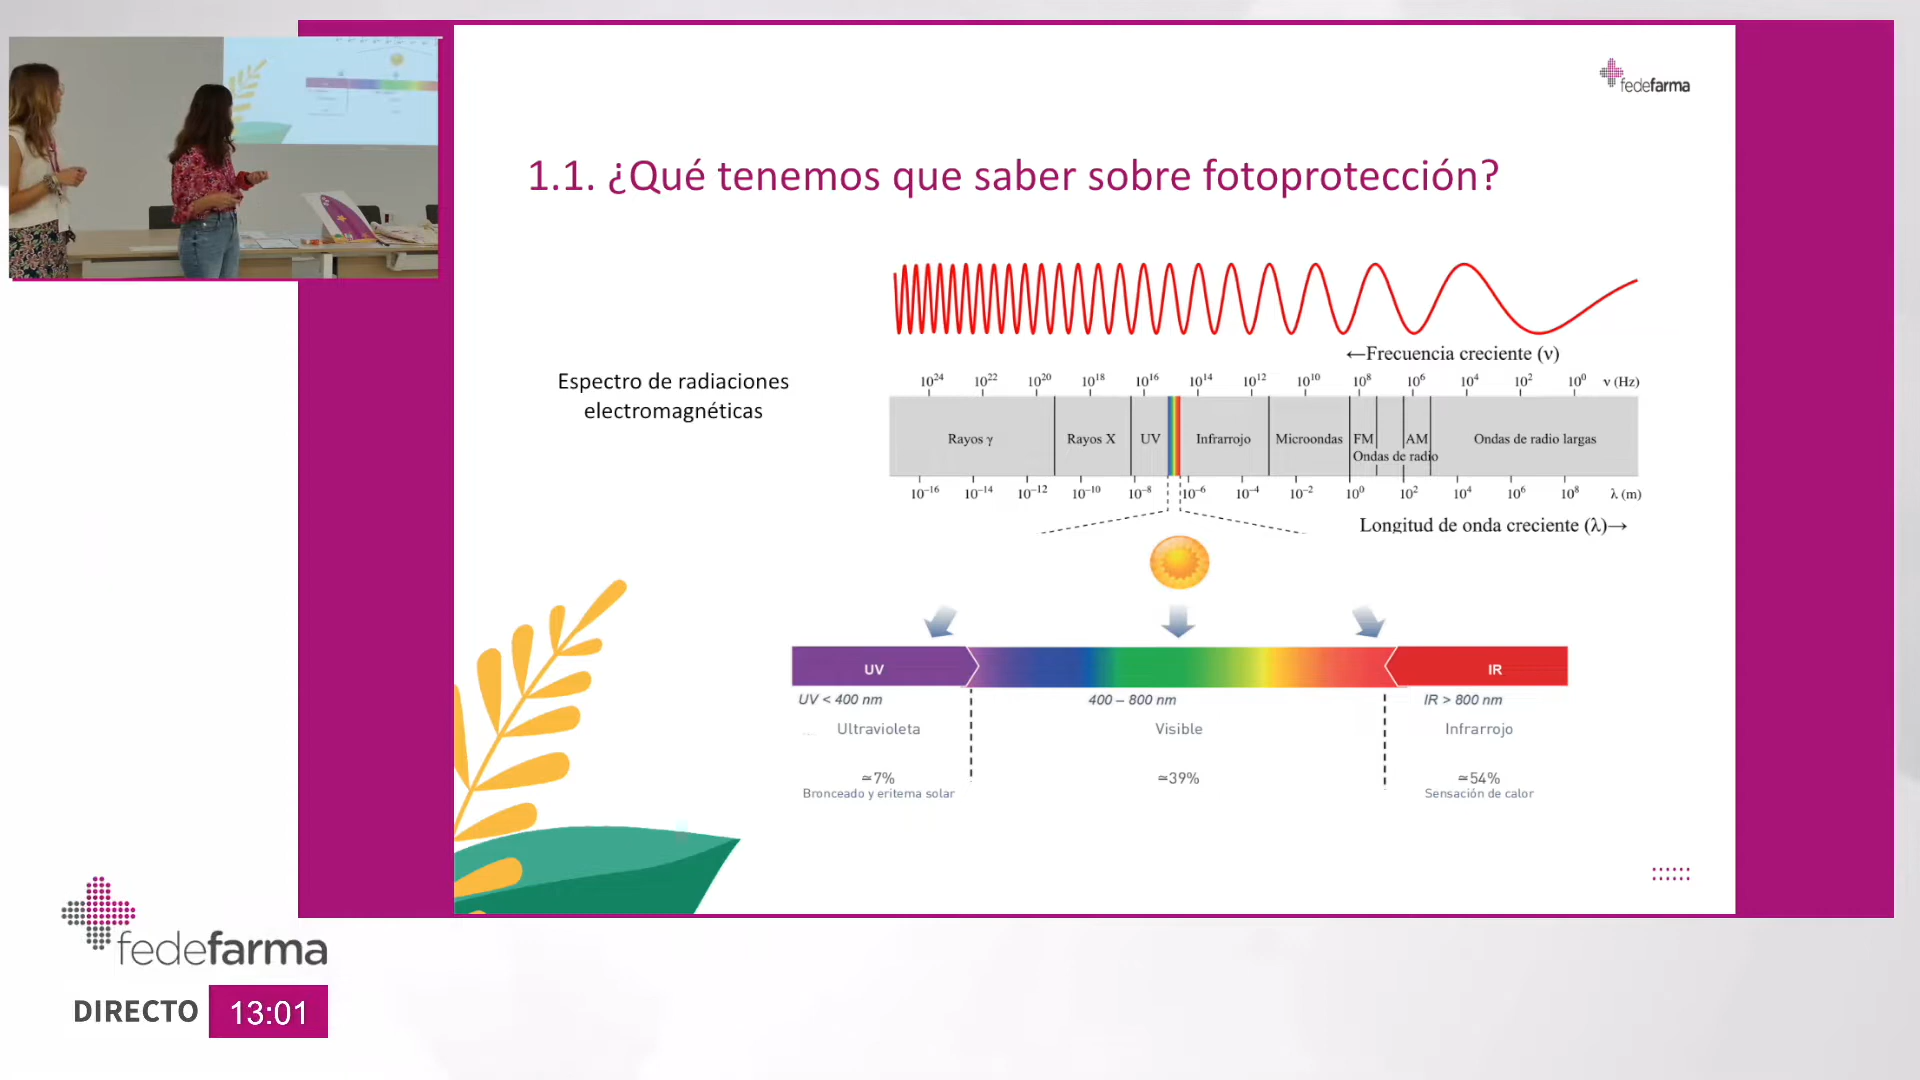 fedefarma
1.1. ¿Qué tenemos que saber sobre fotoprotección?
Espectro de radiaciones
electromagnéticas
←Frecuencia creciente (ν)
10²⁴ 10²² 10²⁰ 10¹⁸ 10¹⁶ 10¹⁴ 10¹² 10¹⁰ 10⁸ 10⁶ 10⁴ 10² 10⁰ ν (Hz)
Rayos γ Rayos X UV Infrarrojo Microondas FM AM Ondas de radio largas
Ondas de radio
10⁻¹⁶ 10⁻¹⁴ 10⁻¹² 10⁻¹⁰ 10⁻⁸ 10⁻⁶ 10⁻⁴ 10⁻² 10⁰ 10² 10⁴ 10⁶ 10⁸ λ (m)
Longitud de onda creciente (λ)→
UV IR
UV < 400 nm 400 – 800 nm IR > 800 nm
Ultravioleta Visible Infrarrojo
≃7% ≃39% ≃54%
Bronceado y eritema solar Sensación de calor
fedefarma
DIRECTO 13:01